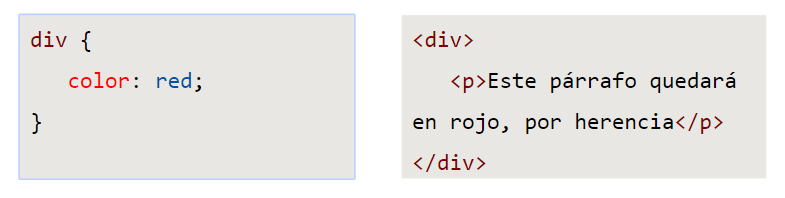 div {
color: red;
}
<div>
<p>Este párrafo quedará
en rojo, por herencia</p>
</div>